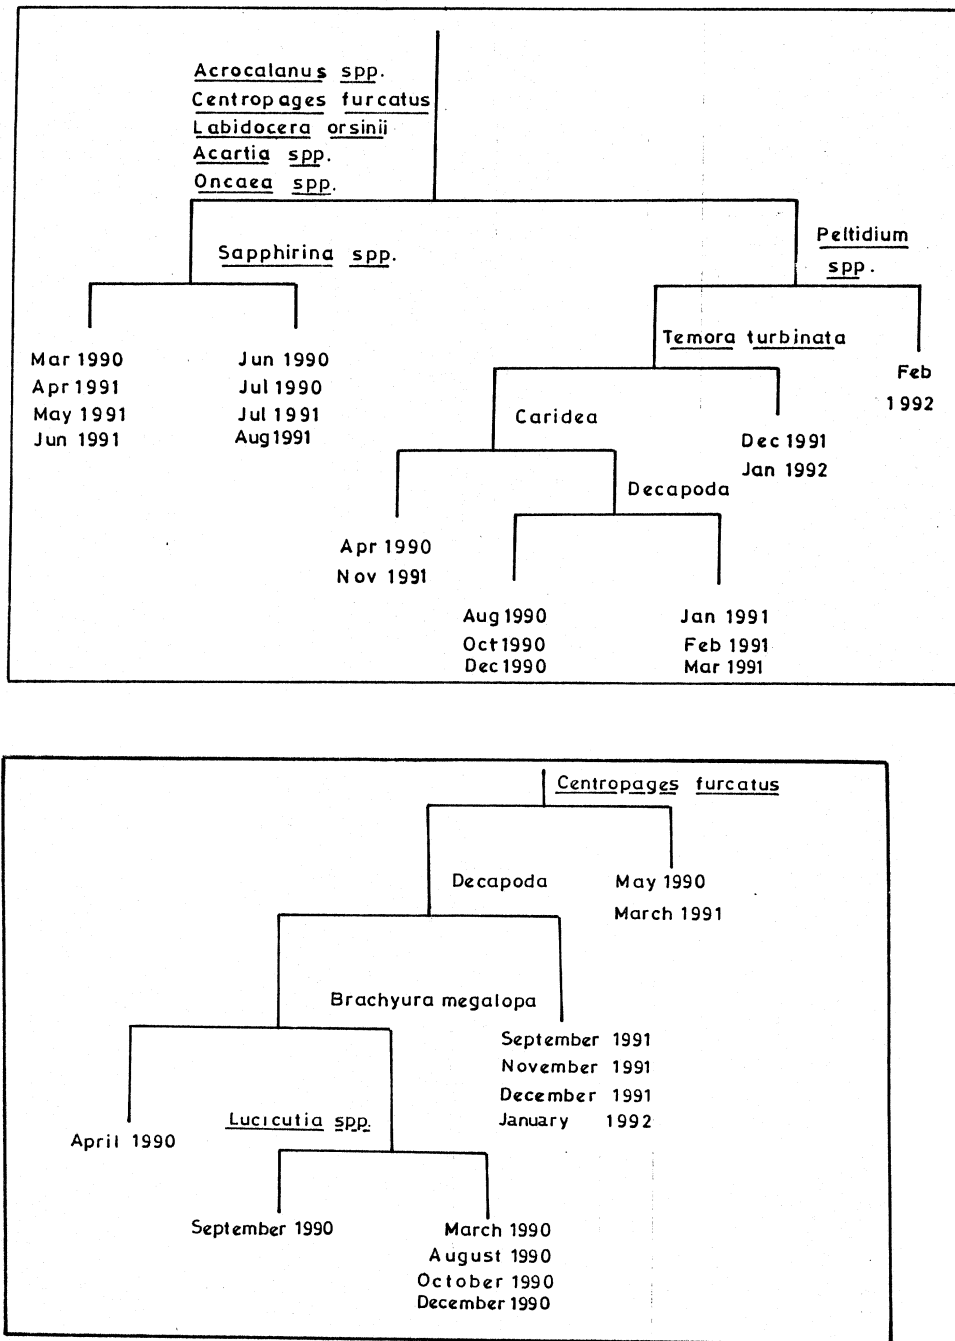 Acrocalanus spp.
Centropages furcatus
Labidocera orsinii
Acartia spp.
Oncaea spp.
Sapphirina spp.
Peltidium
spp.
Mar 1990
Apr 1991
May 1991
Jun 1991
Jun 1990
Jul 1990
Jul 1991
Aug 1991
Temora turbinata
Feb
1992
Caridea
Dec 1991
Jan 1992
Decapoda
Apr 1990
Nov 1991
Aug 1990
Oct 1990
Dec 1990
Jan 1991
Feb 1991
Mar 1991
Centropages furcatus
Decapoda
May 1990
March 1991
Brachyura megalopa
September 1991
November 1991
December 1991
January 1992
April 1990
Lucicutia spp.
September 1990
March 1990
August 1990
October 1990
December 1990